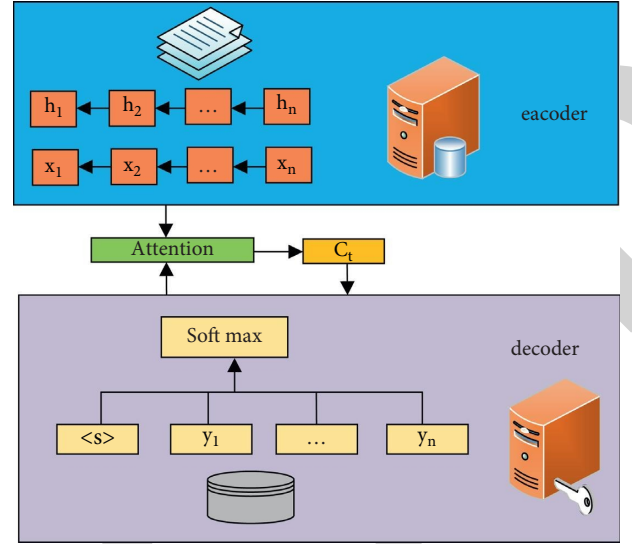 h1 h2 ... hn
eacoder
x1 x2 ... xn
Attention
Ct
Soft max
decoder
<s> y1 ... yn